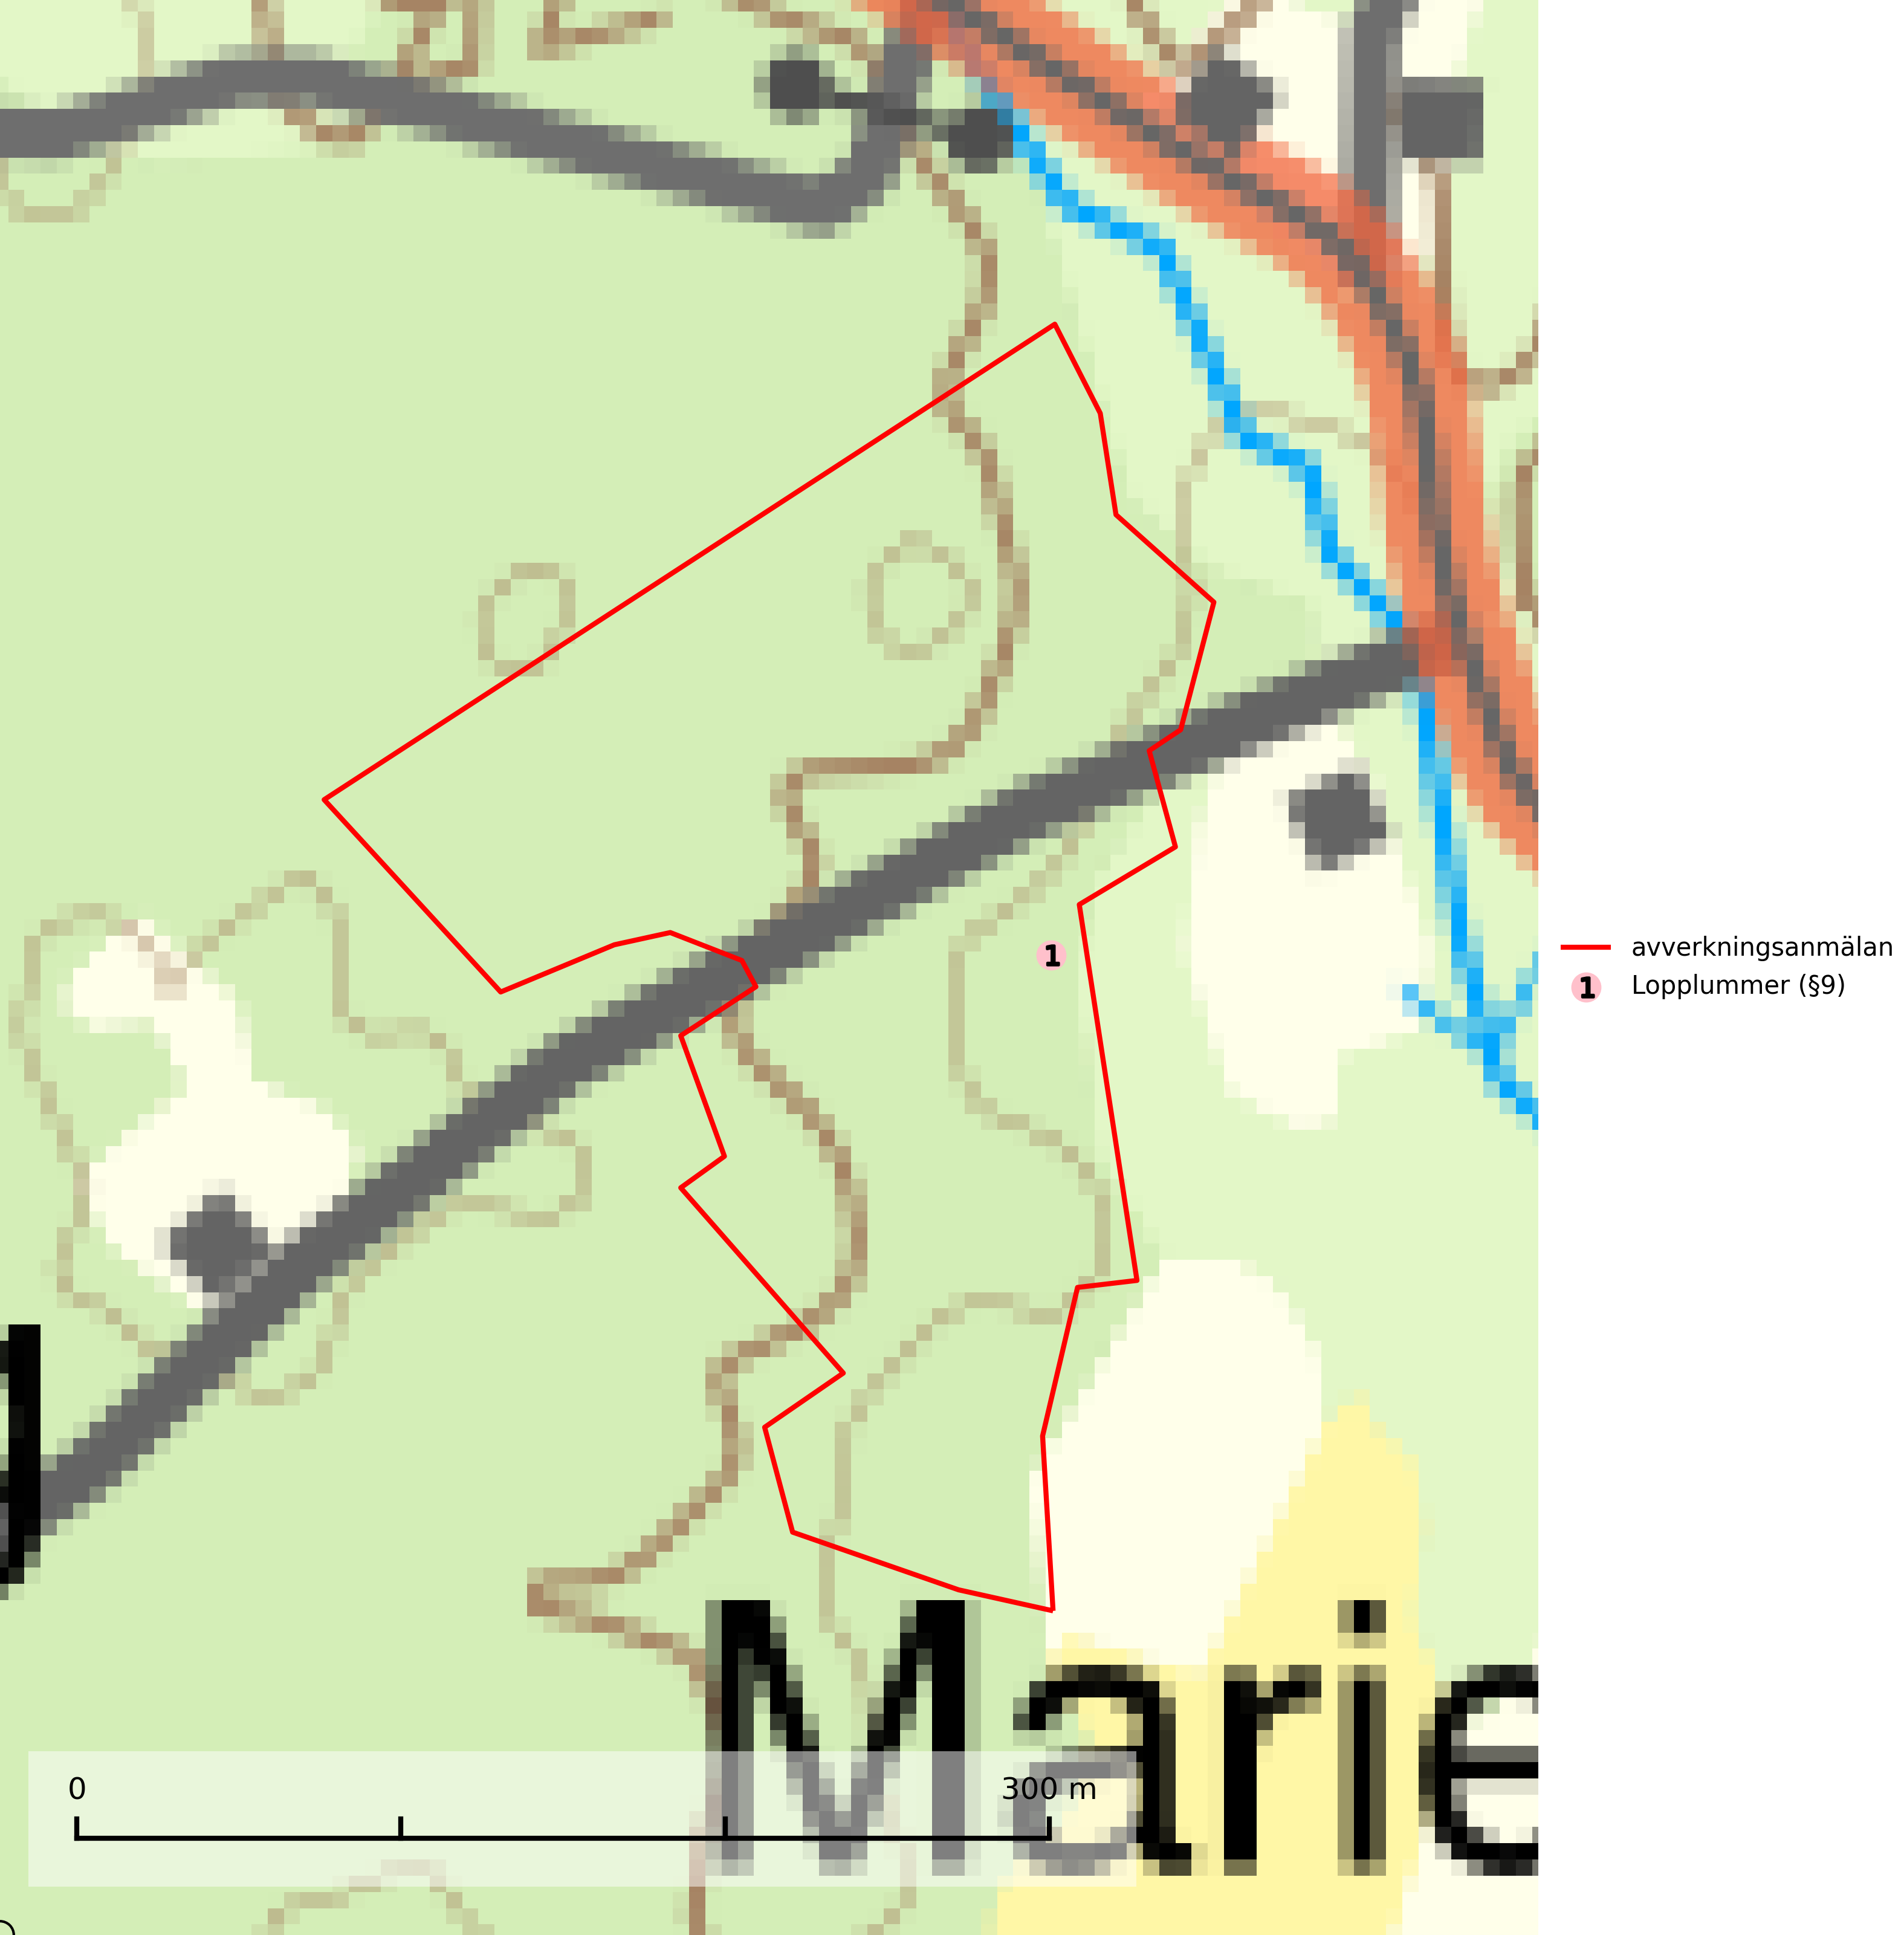 1
avverkningsanmälan
1 Lopplummer (§9)
Marie
0 300 m